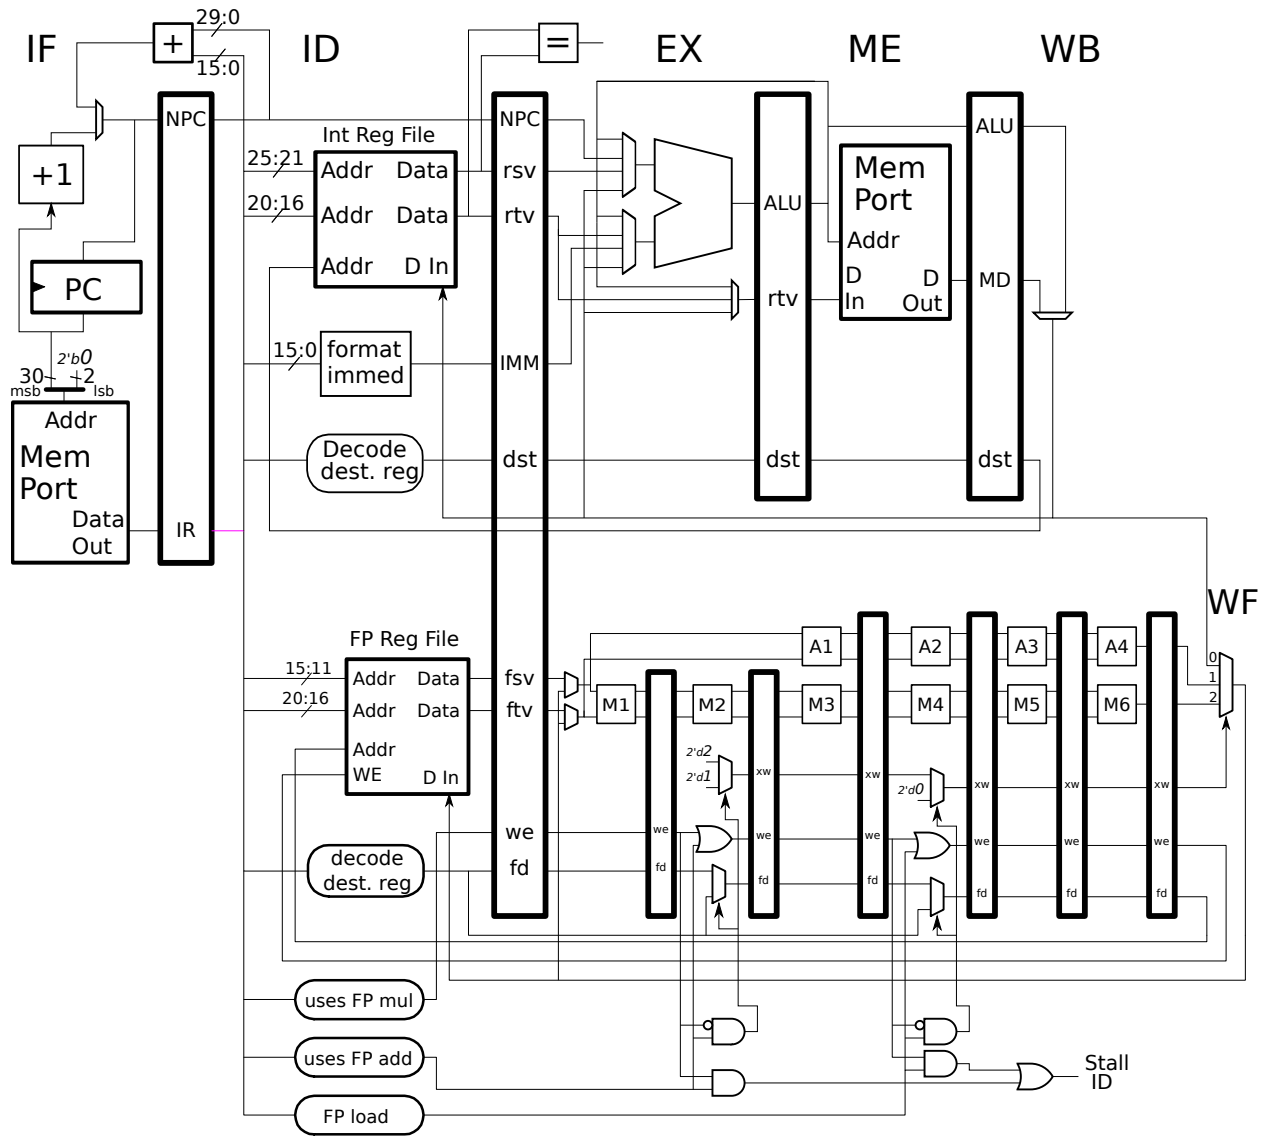 IF
ID
EX
ME
WB
+
29:0
15:0
=
NPC
IR
+1
PC
30
2'b0
2
msb
lsb
Addr
Mem
Port
Data
Out
Int Reg File
25:21
Addr
Data
20:16
Addr
Data
Addr
D In
15:0
format
immed
Decode
dest. reg
NPC
rsv
rtv
IMM
dst
ALU
rtv
dst
Mem
Port
Addr
D
In
D
Out
ALU
MD
dst
WF
FP Reg File
15:11
Addr
Data
20:16
Addr
Data
Addr
WE
D In
decode
dest. reg
fsv
ftv
we
fd
A1
A2
A3
A4
M1
M2
M3
M4
M5
M6
0
1
2
2'd2
2'd1
2'd0
xw
xw
xw
xw
xw
we
we
we
we
we
we
fd
fd
fd
fd
fd
fd
uses FP mul
uses FP add
FP load
Stall
ID